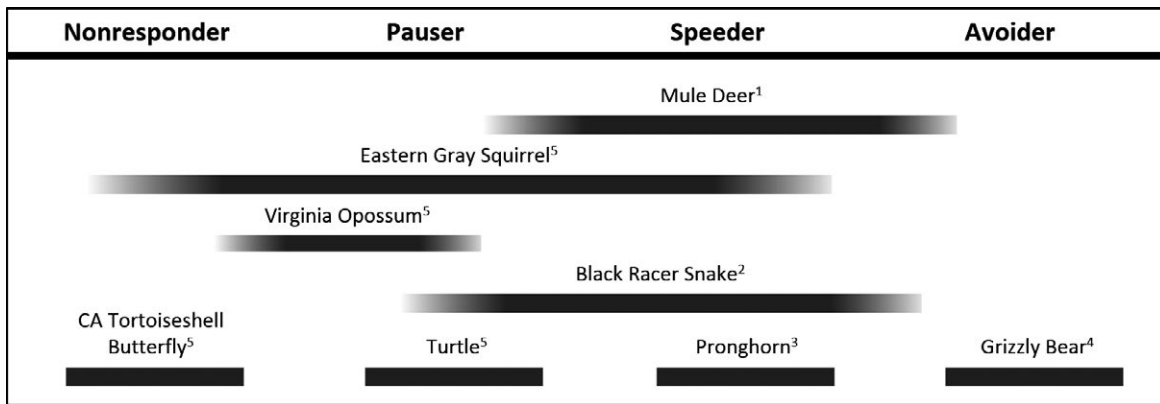 Nonresponder Pauser Speeder Avoider
Mule Deer¹
Eastern Gray Squirrel⁵
Virginia Opossum⁵
Black Racer Snake²
CA Tortoiseshell
Butterfly⁵ Turtle⁵ Pronghorn³ Grizzly Bear⁴